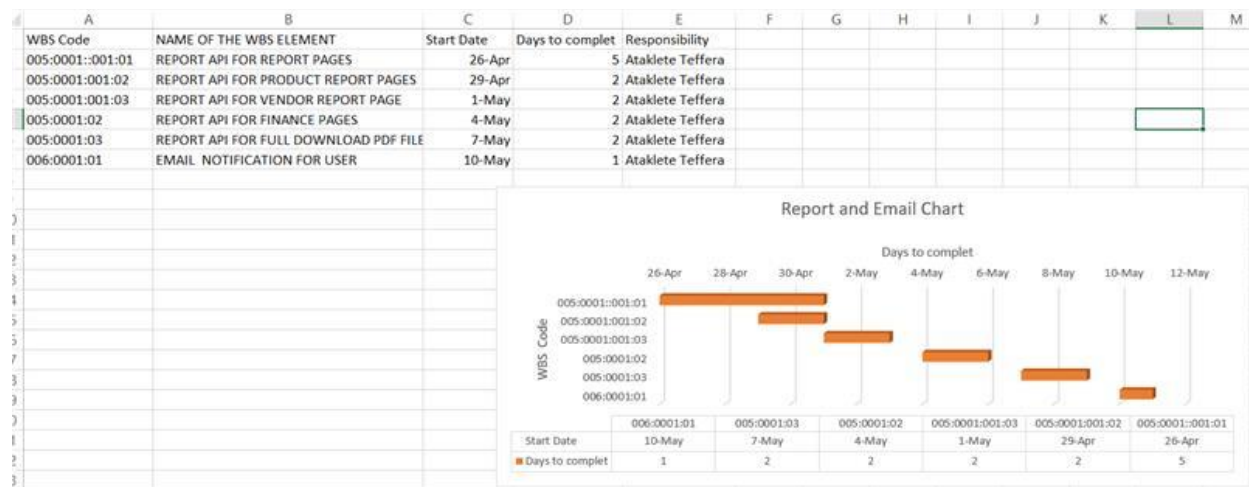 A B C D E F G H I J K L M
WBS Code NAME OF THE WBS ELEMENT Start Date Days to complet Responsibility
005:0001::001:01 REPORT API FOR REPORT PAGES 26-Apr 5 Ataklete Teffera
005:0001:001:02 REPORT API FOR PRODUCT REPORT PAGES 29-Apr 2 Ataklete Teffera
005:0001:001:03 REPORT API FOR VENDOR REPORT PAGE 1-May 2 Ataklete Teffera
005:0001:02 REPORT API FOR FINANCE PAGES 4-May 2 Ataklete Teffera
005:0001:03 REPORT API FOR FULL DOWNLOAD PDF FILE 7-May 2 Ataklete Teffera
006:0001:01 EMAIL NOTIFICATION FOR USER 10-May 1 Ataklete Teffera
Report and Email Chart
Days to complet
26-Apr 28-Apr 30-Apr 2-May 4-May 6-May 8-May 10-May 12-May
WBS Code
005:0001::001:01
005:0001:001:02
005:0001:001:03
005:0001:02
005:0001:03
006:0001:01
006:0001:01 005:0001:03 005:0001:02 005:0001:001:03 005:0001:001:02 005:0001::001:01
Start Date 10-May 7-May 4-May 1-May 29-Apr 26-Apr
Days to complet 1 2 2 2 2 5